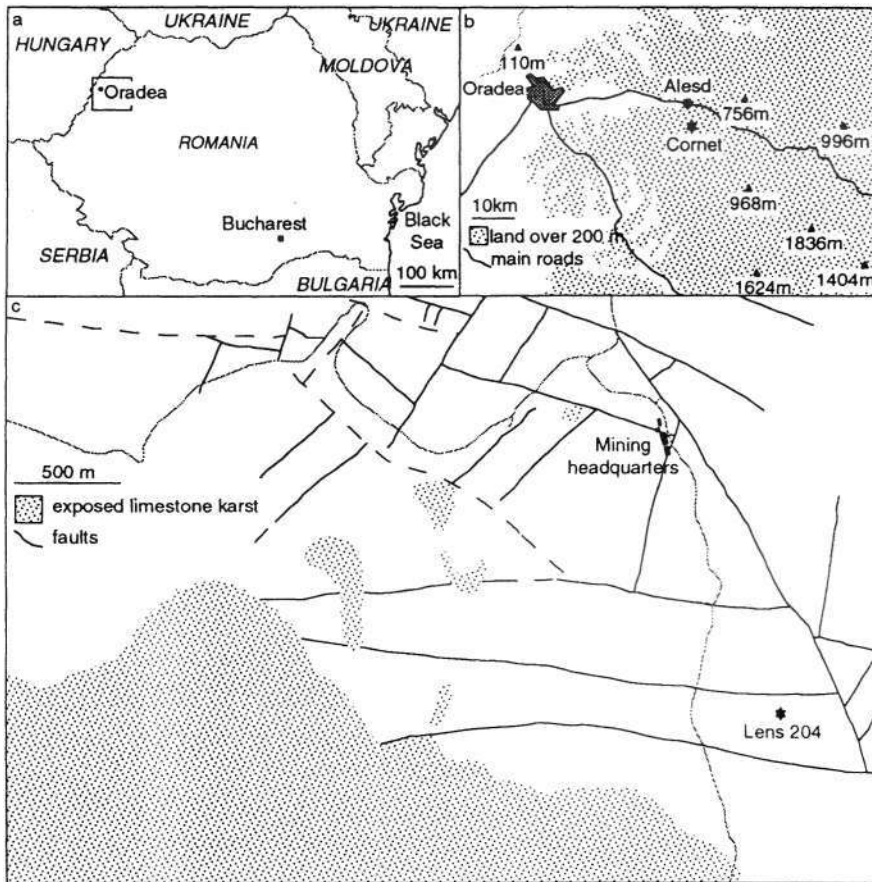 a
UKRAINE
UKRAINE
HUNGARY
MOLDOVA
Oradea
ROMANIA
Bucharest
Black
Sea
SERBIA
BULGARIA
100 km
b
110m
Oradea
Alesd
756m
Cornet
996m
10km
968m
land over 200 m
1836m
main roads
1624m
1404m
c
Mining
headquarters
500 m
exposed limestone karst
faults
Lens 204